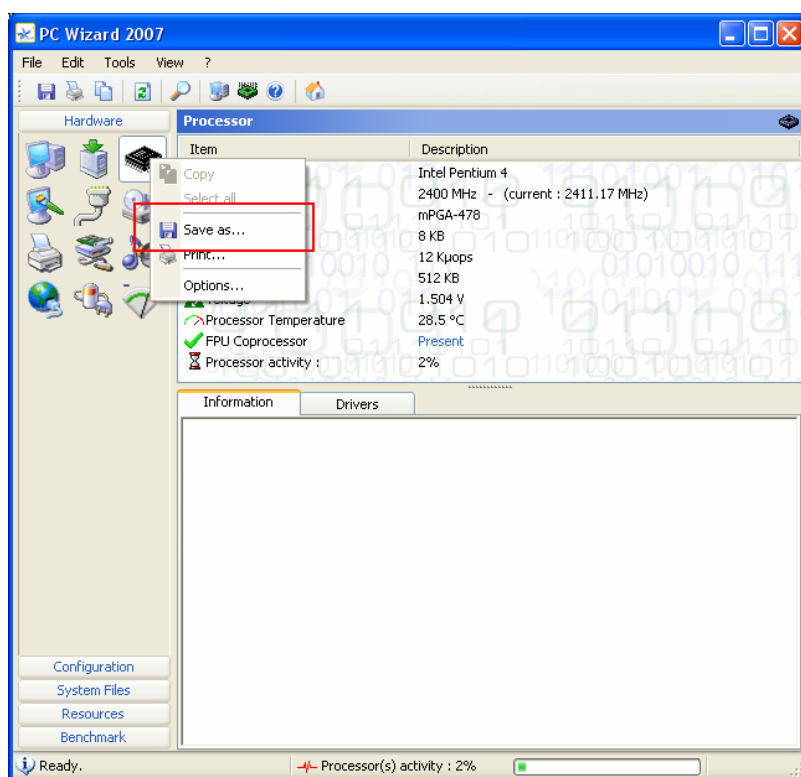 PC Wizard 2007
File Edit Tools View ?
Hardware
Processor
Item Description
Copy
Select all
Save as...
Print...
Options...
Intel Pentium 4
2400 MHz - (current : 2411.17 MHz)
mPGA-478
8 KB
12 Kµops
512 KB
Voltage 1.504 V
Processor Temperature 28.5 °C
FPU Coprocessor Present
Processor activity : 2%
Information Drivers
Configuration
System Files
Resources
Benchmark
Ready. Processor(s) activity : 2%